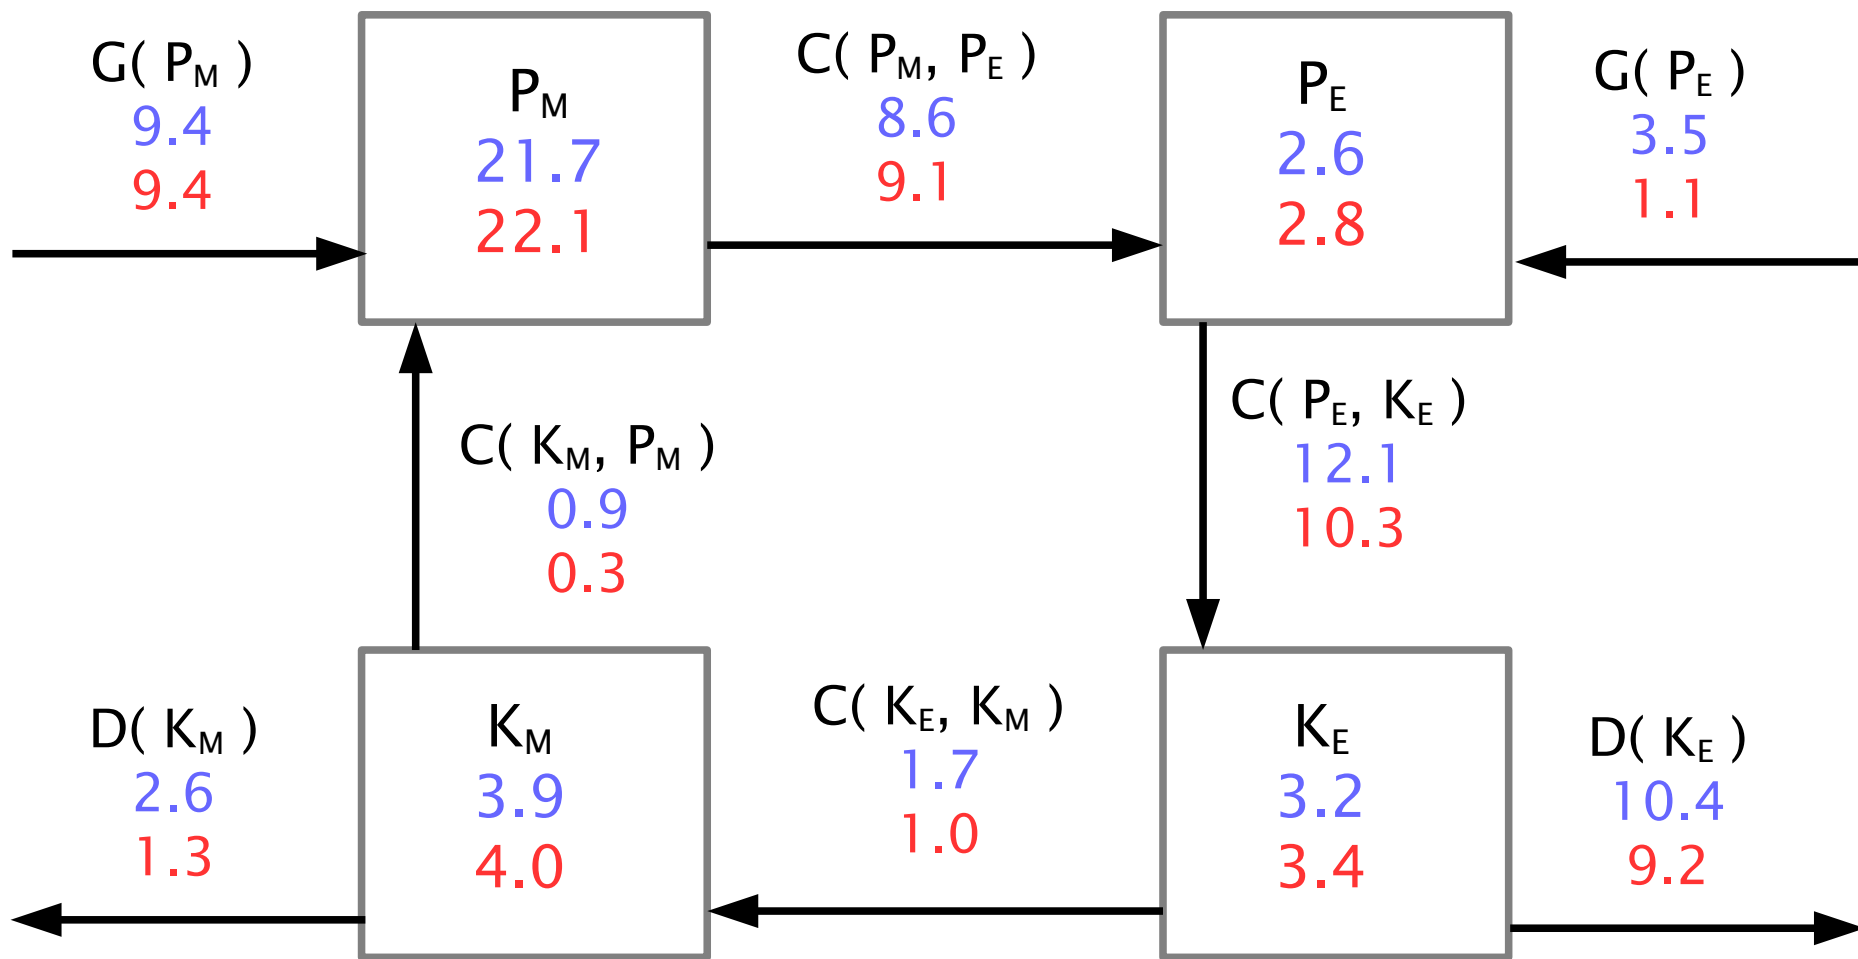 G( P_M )
9.4
9.4
P_M
21.7
22.1
C( P_M, P_E )
8.6
9.1
P_E
2.6
2.8
G( P_E )
3.5
1.1
C( K_M, P_M )
0.9
0.3
C( P_E, K_E )
12.1
10.3
D( K_M )
2.6
1.3
K_M
3.9
4.0
C( K_E, K_M )
1.7
1.0
K_E
3.2
3.4
D( K_E )
10.4
9.2